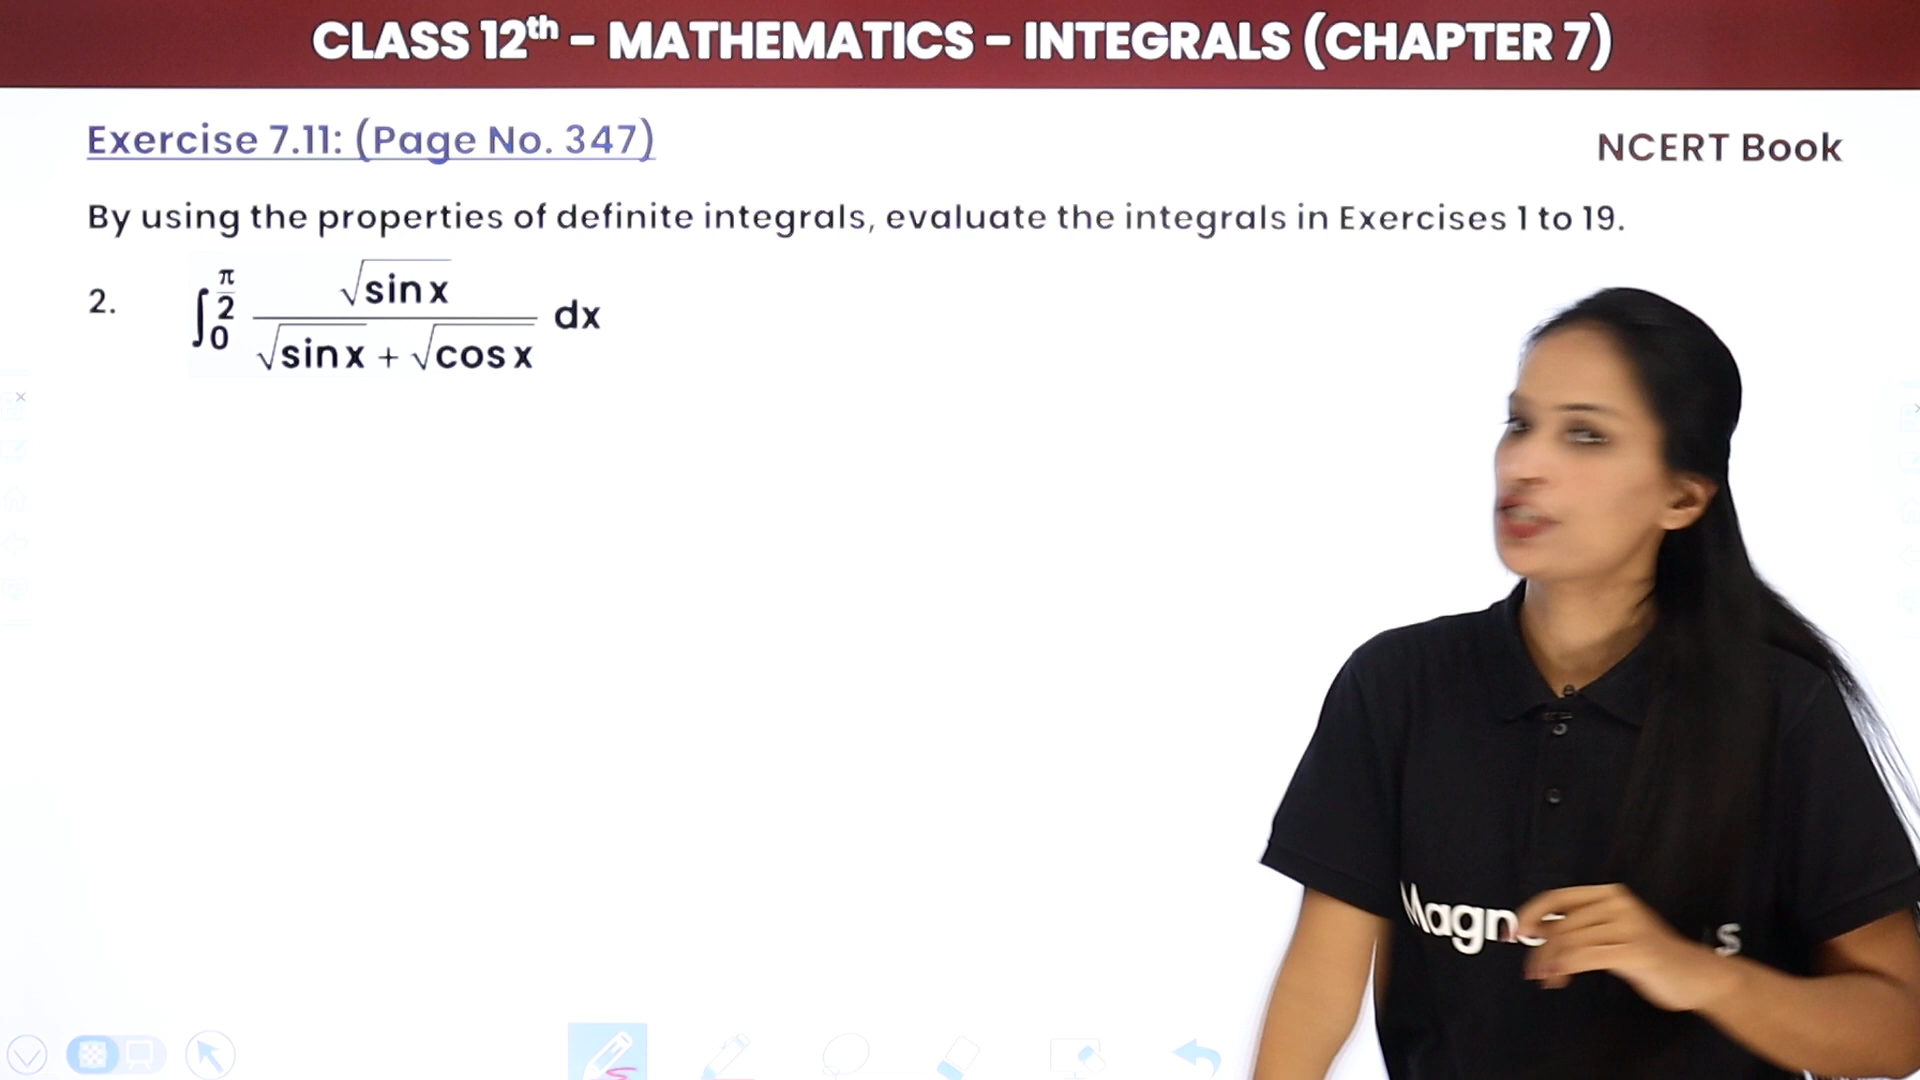 CLASS 12th - MATHEMATICS - INTEGRALS (CHAPTER 7)
Exercise 7.11: (Page No. 347)
NCERT Book
By using the properties of definite integrals, evaluate the integrals in Exercises 1 to 19.
2. ∫₀^(π/2) √sin x / (√sin x + √cos x) dx